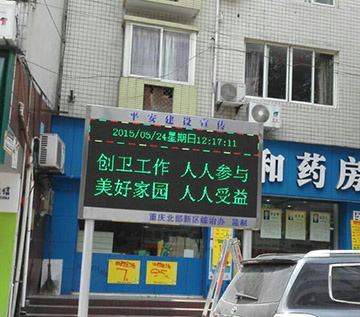 平安建设宣传
2015/05/24星期日12:17:11
创卫工作 人人参与
美好家园 人人受益
重庆北部新区综治办 监制
和药房